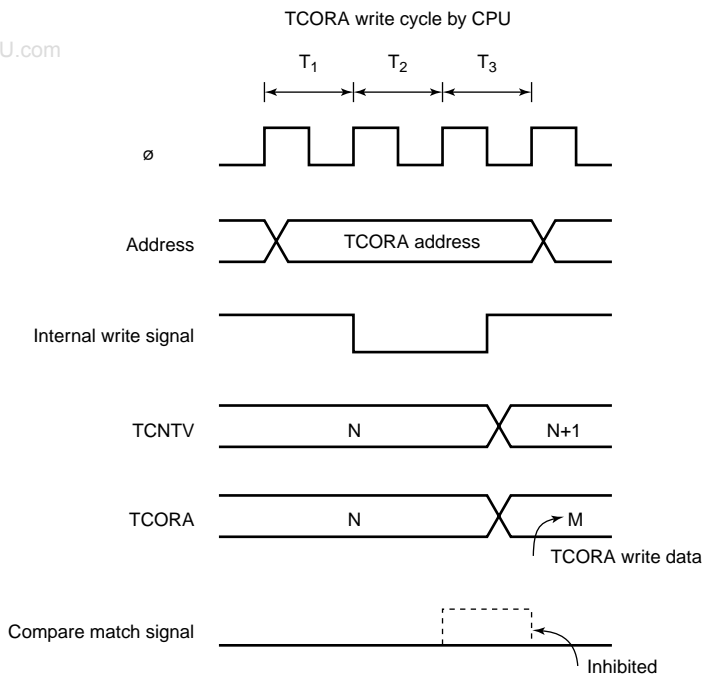 TCORA write cycle by CPU
U.com
T1 T2 T3
ø
Address TCORA address
Internal write signal
TCNTV N N+1
TCORA N M
TCORA write data
Compare match signal
Inhibited